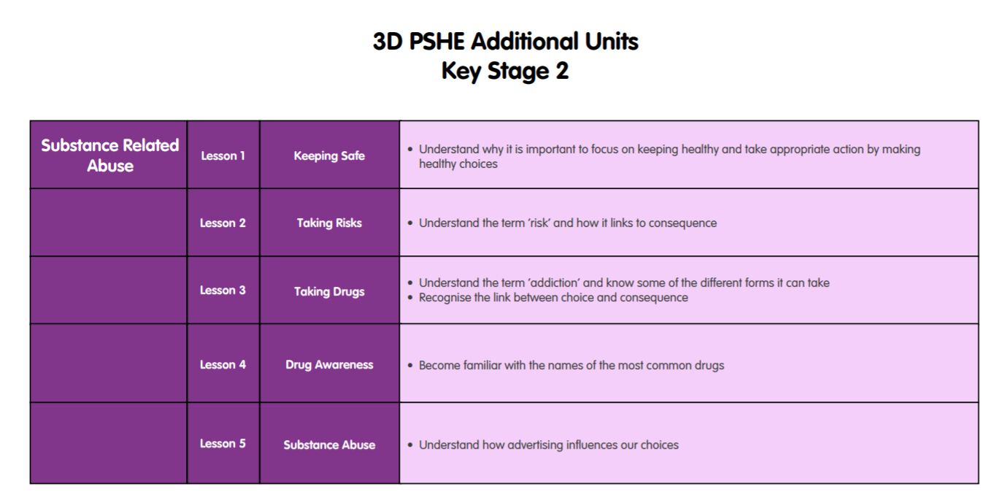 3D PSHE Additional Units
Key Stage 2
Substance Related
Abuse
Lesson 1
Keeping Safe
• Understand why it is important to focus on keeping healthy and take appropriate action by making
healthy choices
Lesson 2
Taking Risks
• Understand the term ‘risk’ and how it links to consequence
Lesson 3
Taking Drugs
• Understand the term ‘addiction’ and know some of the different forms it can take
• Recognise the link between choice and consequence
Lesson 4
Drug Awareness
• Become familiar with the names of the most common drugs
Lesson 5
Substance Abuse
• Understand how advertising influences our choices